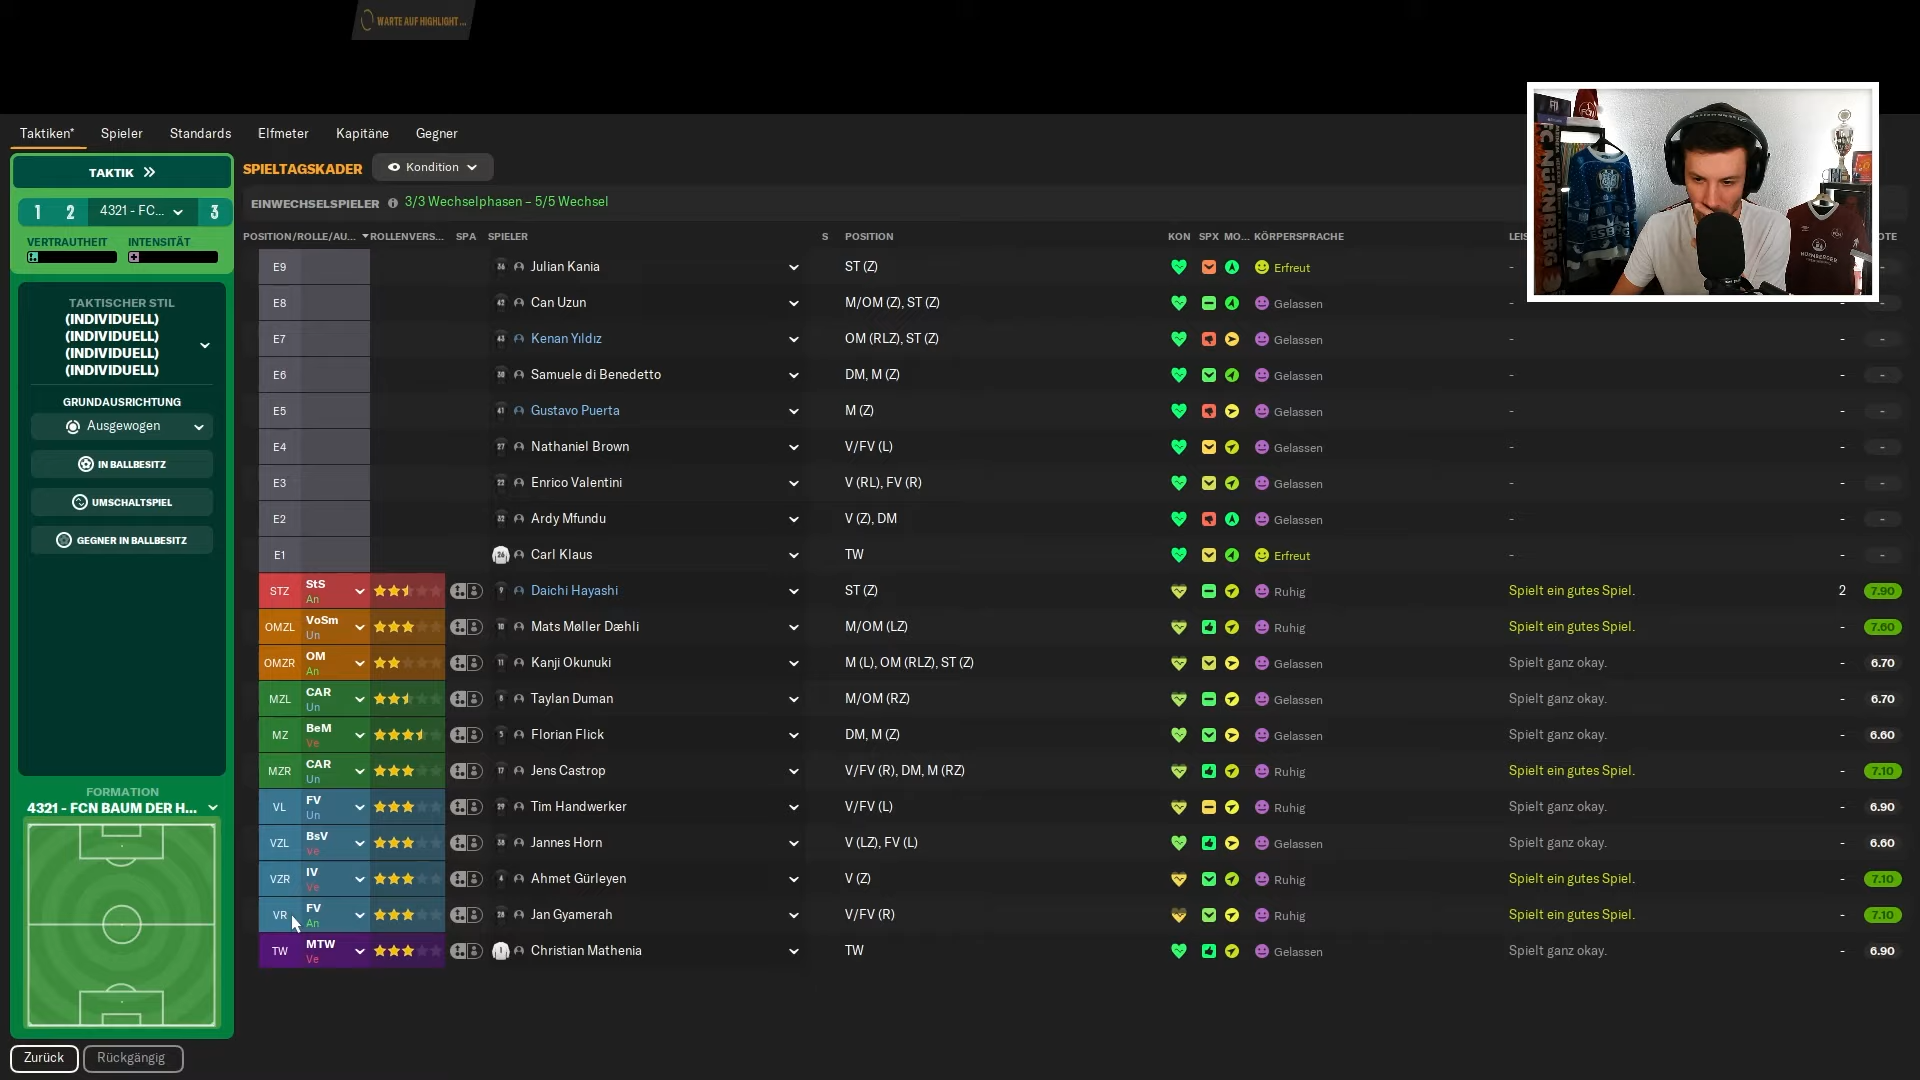 WARTE AUF HIGHLIGHT...
Taktiken* Spieler Standards Elfmeter Kapitäne Gegner
TAKTIK
SPIELTAGSKADER Kondition
1 2 4321 - FC... 3
EINWECHSELSPIELER 3/3 Wechselphasen – 5/5 Wechsel
VERTRAUTHEIT INTENSITÄT
POSITION/ROLLE/AU... ROLLENVERS... SPA SPIELER S POSITION KON SPX MO... KÖRPERSPRACHE LEIS OTE
E9 Julian Kania ST (Z) Erfreut - -
E8 Can Uzun M/OM (Z), ST (Z) Gelassen - - -
E7 Kenan Yıldız OM (RLZ), ST (Z) Gelassen - - -
E6 Samuele di Benedetto DM, M (Z) Gelassen - - -
E5 Gustavo Puerta M (Z) Gelassen - - -
E4 Nathaniel Brown V/FV (L) Gelassen - - -
E3 Enrico Valentini V (RL), FV (R) Gelassen - - -
E2 Ardy Mfundu V (Z), DM Gelassen - - -
E1 26 Carl Klaus TW Erfreut - - -
STZ StS An Daichi Hayashi ST (Z) Ruhig Spielt ein gutes Spiel. 2 7.90
OMZL VoSm Un Mats Møller Dæhli M/OM (LZ) Ruhig Spielt ein gutes Spiel. - 7.60
OMZR OM An Kanji Okunuki M (L), OM (RLZ), ST (Z) Gelassen Spielt ganz okay. - 6.70
MZL CAR Un Taylan Duman M/OM (RZ) Gelassen Spielt ganz okay. - 6.70
MZ BeM Ve Florian Flick DM, M (Z) Gelassen Spielt ganz okay. - 6.60
MZR CAR Un Jens Castrop V/FV (R), DM, M (RZ) Ruhig Spielt ein gutes Spiel. - 7.10
VL FV Un Tim Handwerker V/FV (L) Ruhig Spielt ganz okay. - 6.90
VZL BsV Ve Jannes Horn V (LZ), FV (L) Gelassen Spielt ganz okay. - 6.60
VZR IV Ve Ahmet Gürleyen V (Z) Ruhig Spielt ein gutes Spiel. - 7.10
VR FV An Jan Gyamerah V/FV (R) Ruhig Spielt ein gutes Spiel. - 7.10
TW MTW Ve 1 Christian Mathenia TW Gelassen Spielt ganz okay. - 6.90
TAKTISCHER STIL
(INDIVIDUELL)
(INDIVIDUELL)
(INDIVIDUELL)
(INDIVIDUELL)
GRUNDAUSRICHTUNG
Ausgewogen
IN BALLBESITZ
UMSCHALTSPIEL
GEGNER IN BALLBESITZ
FORMATION
4321 - FCN BAUM DER H...
Zurück Rückgängig
FC NÜRNBERG